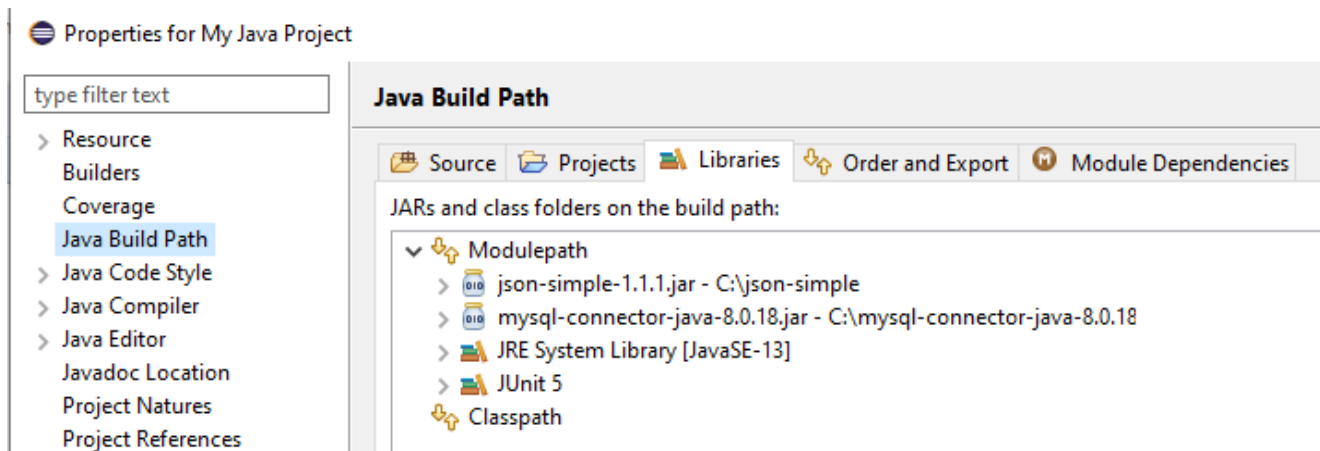 Properties for My Java Project
type filter text
Resource
Builders
Coverage
Java Build Path
Java Code Style
Java Compiler
Java Editor
Javadoc Location
Project Natures
Project References
Java Build Path
Source Projects Libraries Order and Export M Module Dependencies
JARs and class folders on the build path:
Modulepath
010 json-simple-1.1.1.jar - C:\json-simple
010 mysql-connector-java-8.0.18.jar - C:\mysql-connector-java-8.0.18
JRE System Library [JavaSE-13]
JUnit 5
Classpath